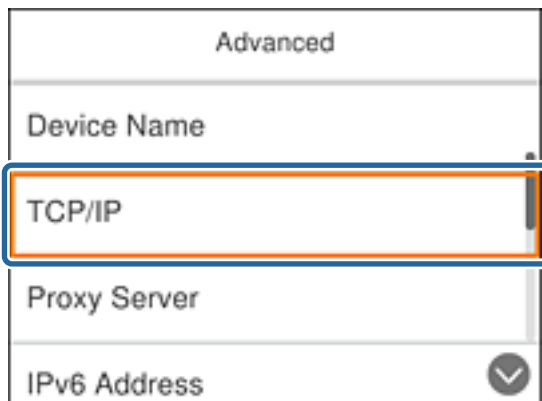 Advanced
Device Name
TCP/IP
Proxy Server
IPv6 Address